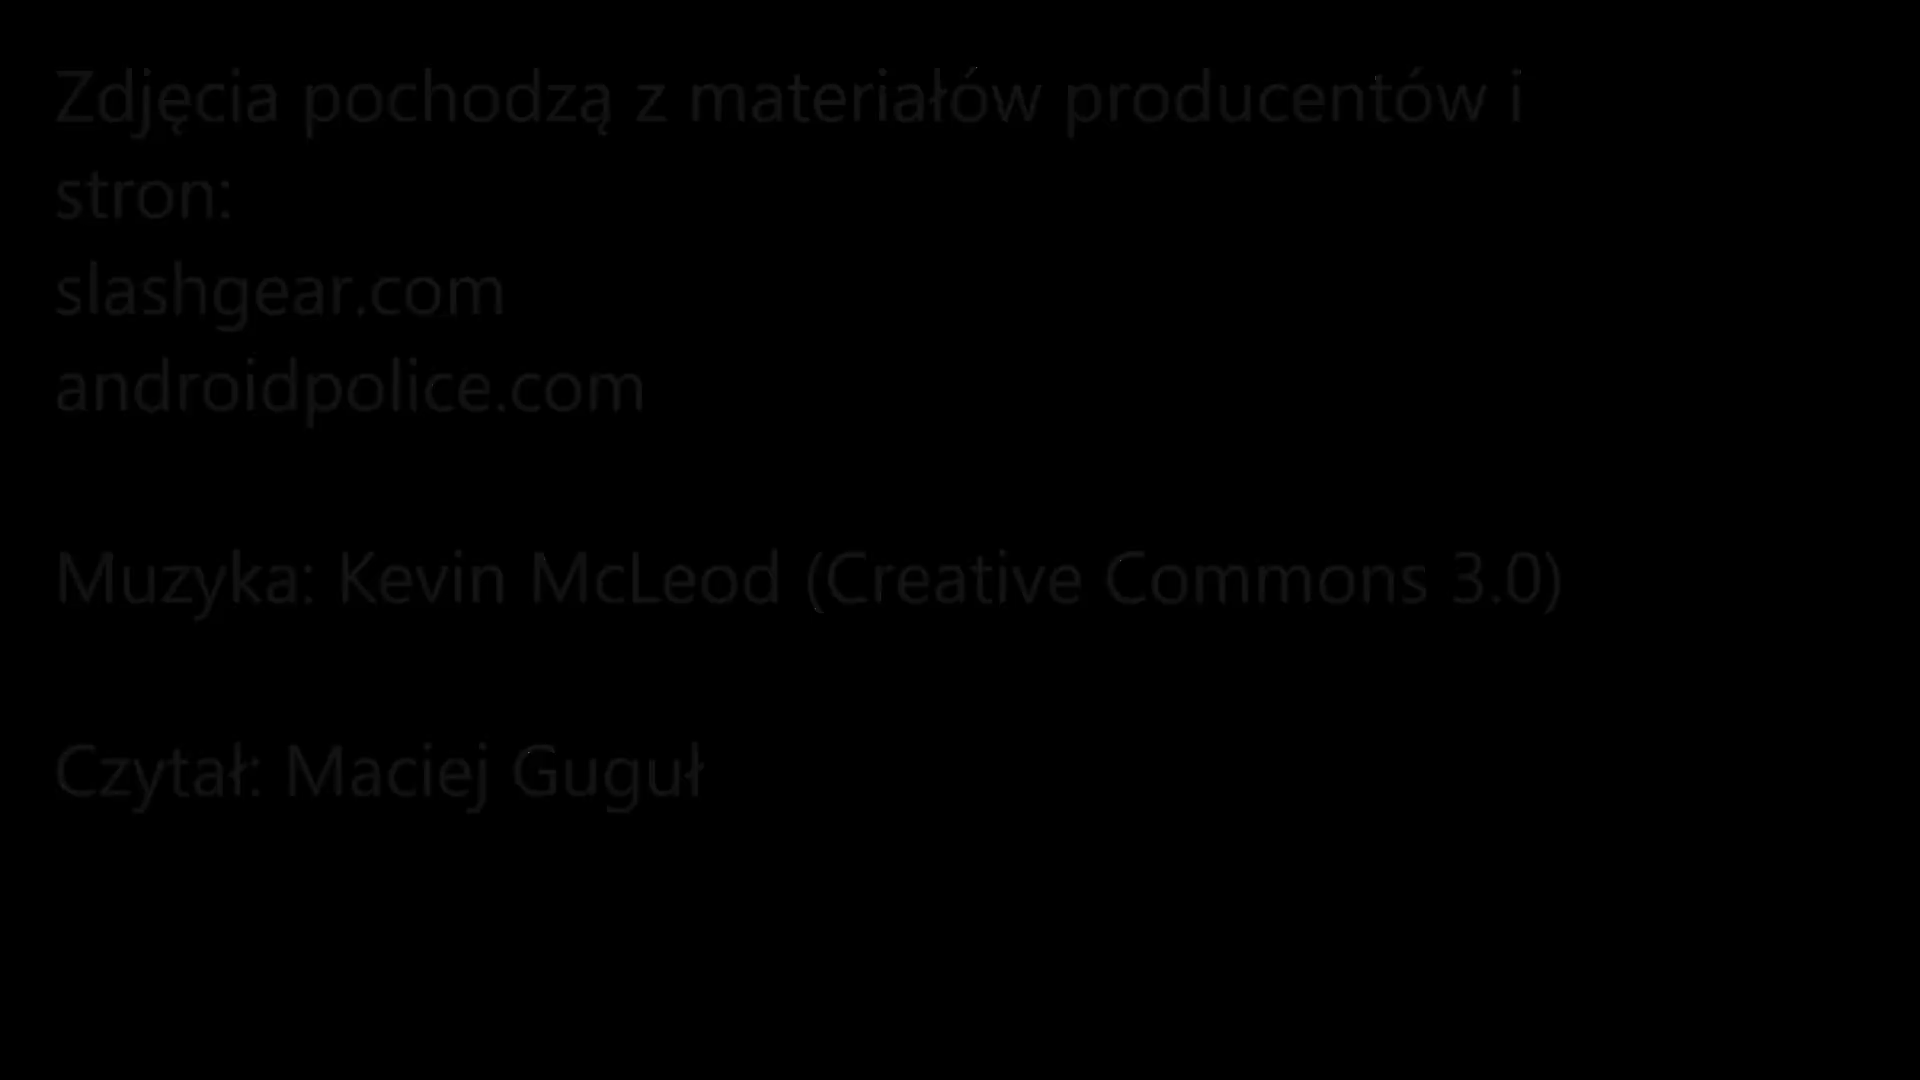 Zdjęcia pochodzą z materiałów producentów i
stron:
slashgear.com
androidpolice.com
Muzyka: Kevin McLeod (Creative Commons 3.0)
Czytał: Maciej Guguł